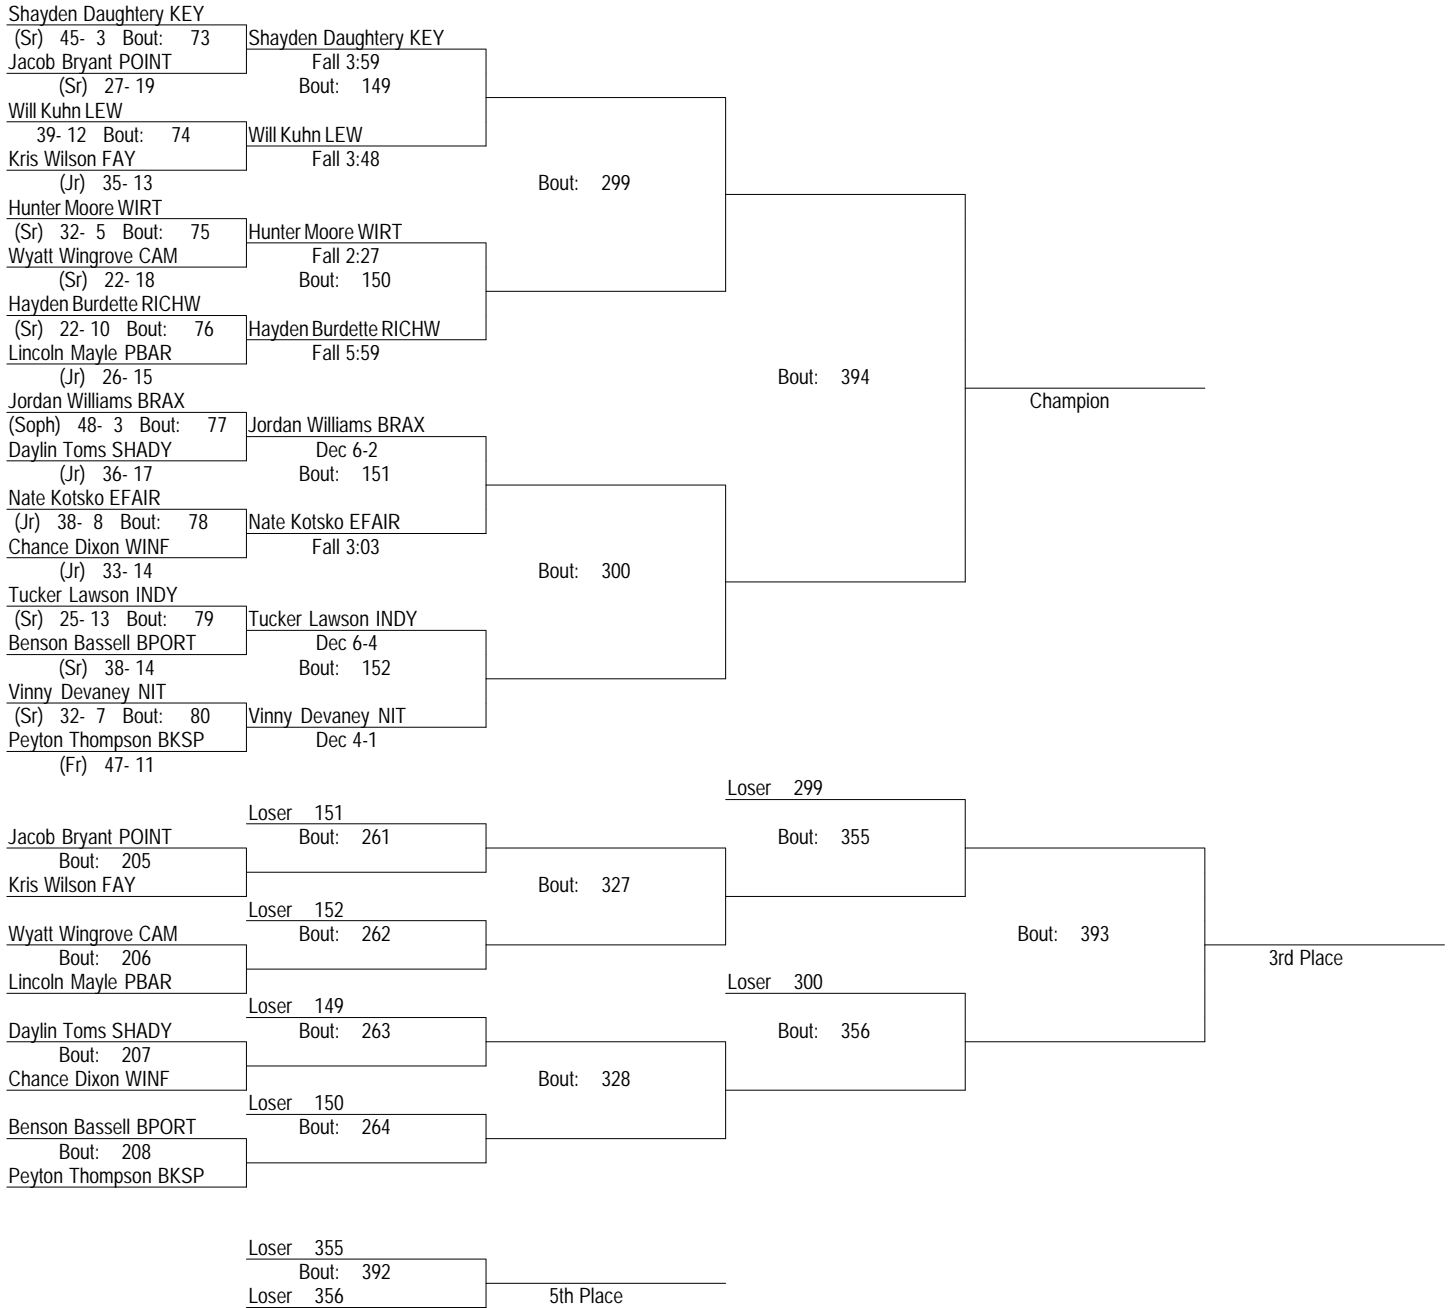 Shayden Daughtery KEY
(Sr) 45- 3 Bout: 73
Shayden Daughtery KEY
Jacob Bryant POINT
Fall 3:59
(Sr) 27- 19
Bout: 149
Will Kuhn LEW
39- 12 Bout: 74
Will Kuhn LEW
Kris Wilson FAY
Fall 3:48
(Jr) 35- 13
Bout: 299
Hunter Moore WIRT
(Sr) 32- 5 Bout: 75
Hunter Moore WIRT
Wyatt Wingrove CAM
Fall 2:27
(Sr) 22- 18
Bout: 150
Hayden Burdette RICHW
(Sr) 22- 10 Bout: 76
Hayden Burdette RICHW
Lincoln Mayle PBAR
Fall 5:59
(Jr) 26- 15
Bout: 394
Jordan Williams BRAX
Champion
(Soph) 48- 3 Bout: 77
Jordan Williams BRAX
Daylin Toms SHADY
Dec 6-2
(Jr) 36- 17
Bout: 151
Nate Kotsko EFAIR
(Jr) 38- 8 Bout: 78
Nate Kotsko EFAIR
Chance Dixon WINF
Fall 3:03
(Jr) 33- 14
Bout: 300
Tucker Lawson INDY
(Sr) 25- 13 Bout: 79
Tucker Lawson INDY
Benson Bassell BPORT
Dec 6-4
(Sr) 38- 14
Bout: 152
Vinny Devaney NIT
(Sr) 32- 7 Bout: 80
Vinny Devaney NIT
Peyton Thompson BKSP
Dec 4-1
(Fr) 47- 11
Loser 299
Loser 151
Jacob Bryant POINT
Bout: 261
Bout: 355
Bout: 205
Kris Wilson FAY
Bout: 327
Loser 152
Wyatt Wingrove CAM
Bout: 262
Bout: 393
Bout: 206
3rd Place
Lincoln Mayle PBAR
Loser 300
Loser 149
Daylin Toms SHADY
Bout: 263
Bout: 356
Bout: 207
Chance Dixon WINF
Bout: 328
Loser 150
Benson Bassell BPORT
Bout: 264
Bout: 208
Peyton Thompson BKSP
Loser 355
Bout: 392
Loser 356
5th Place